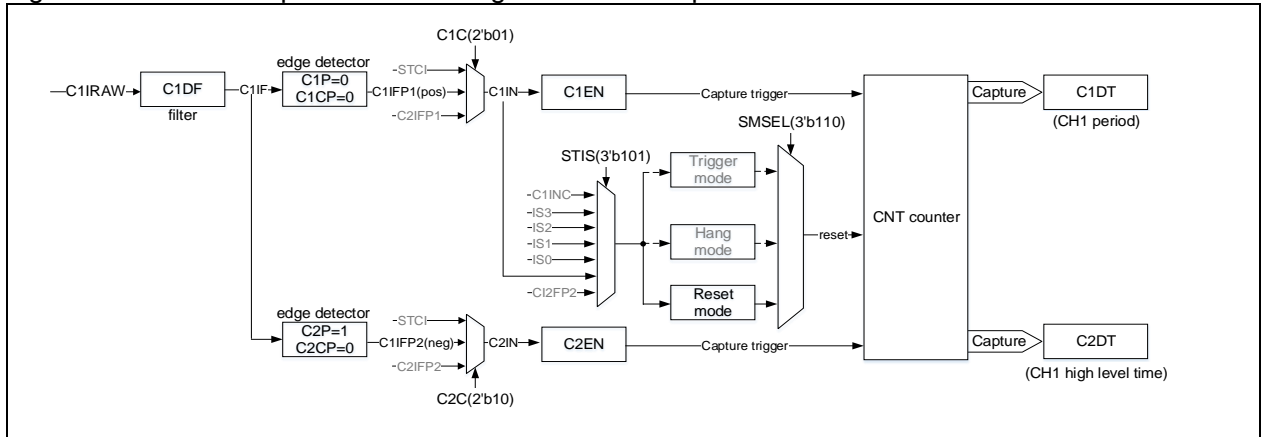 C1C(2'b01)
edge detector
C1IRAW
C1DF
filter
C1IF
C1P=0
C1CP=0
STCI
C1IFP1(pos)
C2IFP1
C1IN
C1EN
Capture trigger
Capture
C1DT
(CH1 period)
SMSEL(3'b110)
STIS(3'b101)
C1INC
IS3
IS2
IS1
IS0
CI2FP2
Trigger
mode
Hang
mode
Reset
mode
reset
CNT counter
edge detector
C2P=1
C2CP=0
STCI
C1IFP2(neg)
C2IFP2
C2IN
C2EN
Capture trigger
Capture
C2DT
(CH1 high level time)
C2C(2'b10)